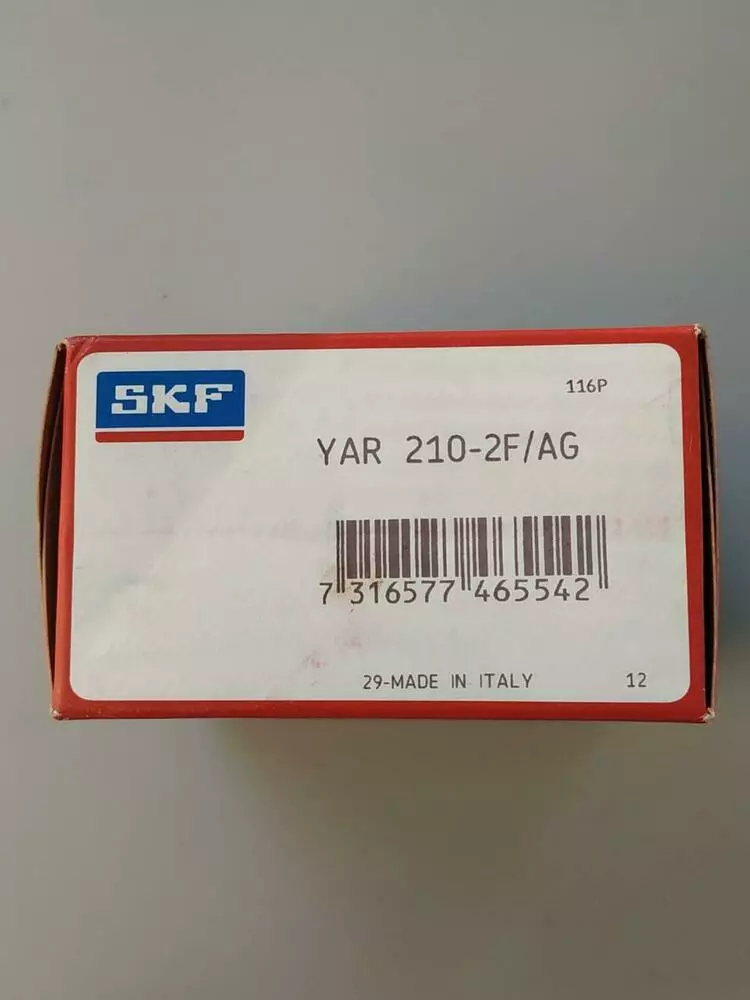 SKF
116P
YAR 210-2F/AG
7 316577 465542
29-MADE IN ITALY 12